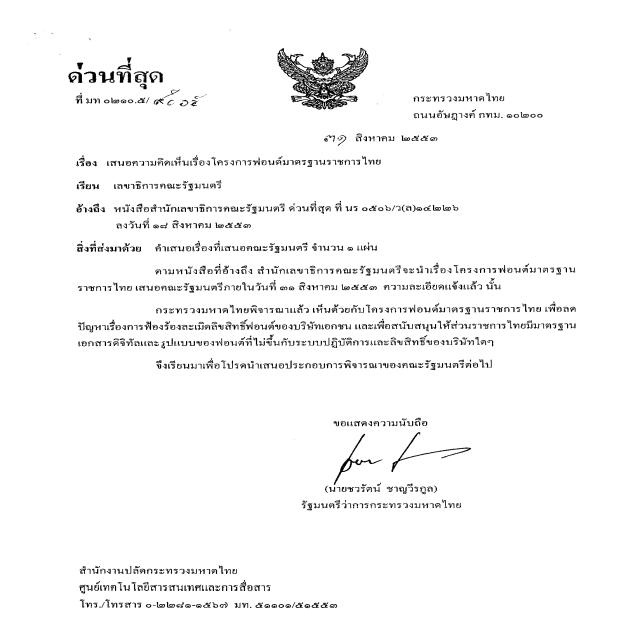 ด่วนที่สุด
ที่ มท ๐๒๑๐.๕/
กระทรวงมหาดไทย
ถนนอัษฎางค์ กทม. ๑๐๒๐๐
๓๑ สิงหาคม ๒๕๕๓
เรื่อง เสนอความคิดเห็นเรื่องโครงการฟอนต์มาตรฐานราชการไทย
เรียน เลขาธิการคณะรัฐมนตรี
อ้างถึง หนังสือสำนักเลขาธิการคณะรัฐมนตรี ด่วนที่สุด ที่ นร ๐๕๐๖/ว(ล)๑๔๒๒๖
ลงวันที่ ๑๘ สิงหาคม ๒๕๕๓
สิ่งที่ส่งมาด้วย คำเสนอเรื่องที่เสนอคณะรัฐมนตรี จำนวน ๑ แผ่น
ตามหนังสือที่อ้างถึง สำนักเลขาธิการคณะรัฐมนตรีจะนำเรื่องโครงการฟอนต์มาตรฐาน
ราชการไทย เสนอคณะรัฐมนตรีภายในวันที่ ๓๑ สิงหาคม ๒๕๕๓ ความละเอียดแจ้งแล้ว นั้น
กระทรวงมหาดไทยพิจารณาแล้ว เห็นด้วยกับโครงการฟอนต์มาตรฐานราชการไทย เพื่อลด
ปัญหาเรื่องการฟ้องร้องละเมิดลิขสิทธิ์ฟอนต์ของบริษัทเอกชน และเพื่อสนับสนุนให้ส่วนราชการไทยมีมาตรฐาน
เอกสารดิจิทัลและรูปแบบของฟอนต์ที่ไม่ขึ้นกับระบบปฏิบัติการและลิขสิทธิ์ของบริษัทใดๆ
จึงเรียนมาเพื่อโปรดนำเสนอประกอบการพิจารณาของคณะรัฐมนตรีต่อไป
ขอแสดงความนับถือ
(นายชวรัตน์ ชาญวีรกูล)
รัฐมนตรีว่าการกระทรวงมหาดไทย
สำนักงานปลัดกระทรวงมหาดไทย
ศูนย์เทคโนโลยีสารสนเทศและการสื่อสาร
โทร./โทรสาร ๐-๒๒๘๑-๑๕๖๗ มท. ๕๑๑๐๑/๕๑๕๕๓